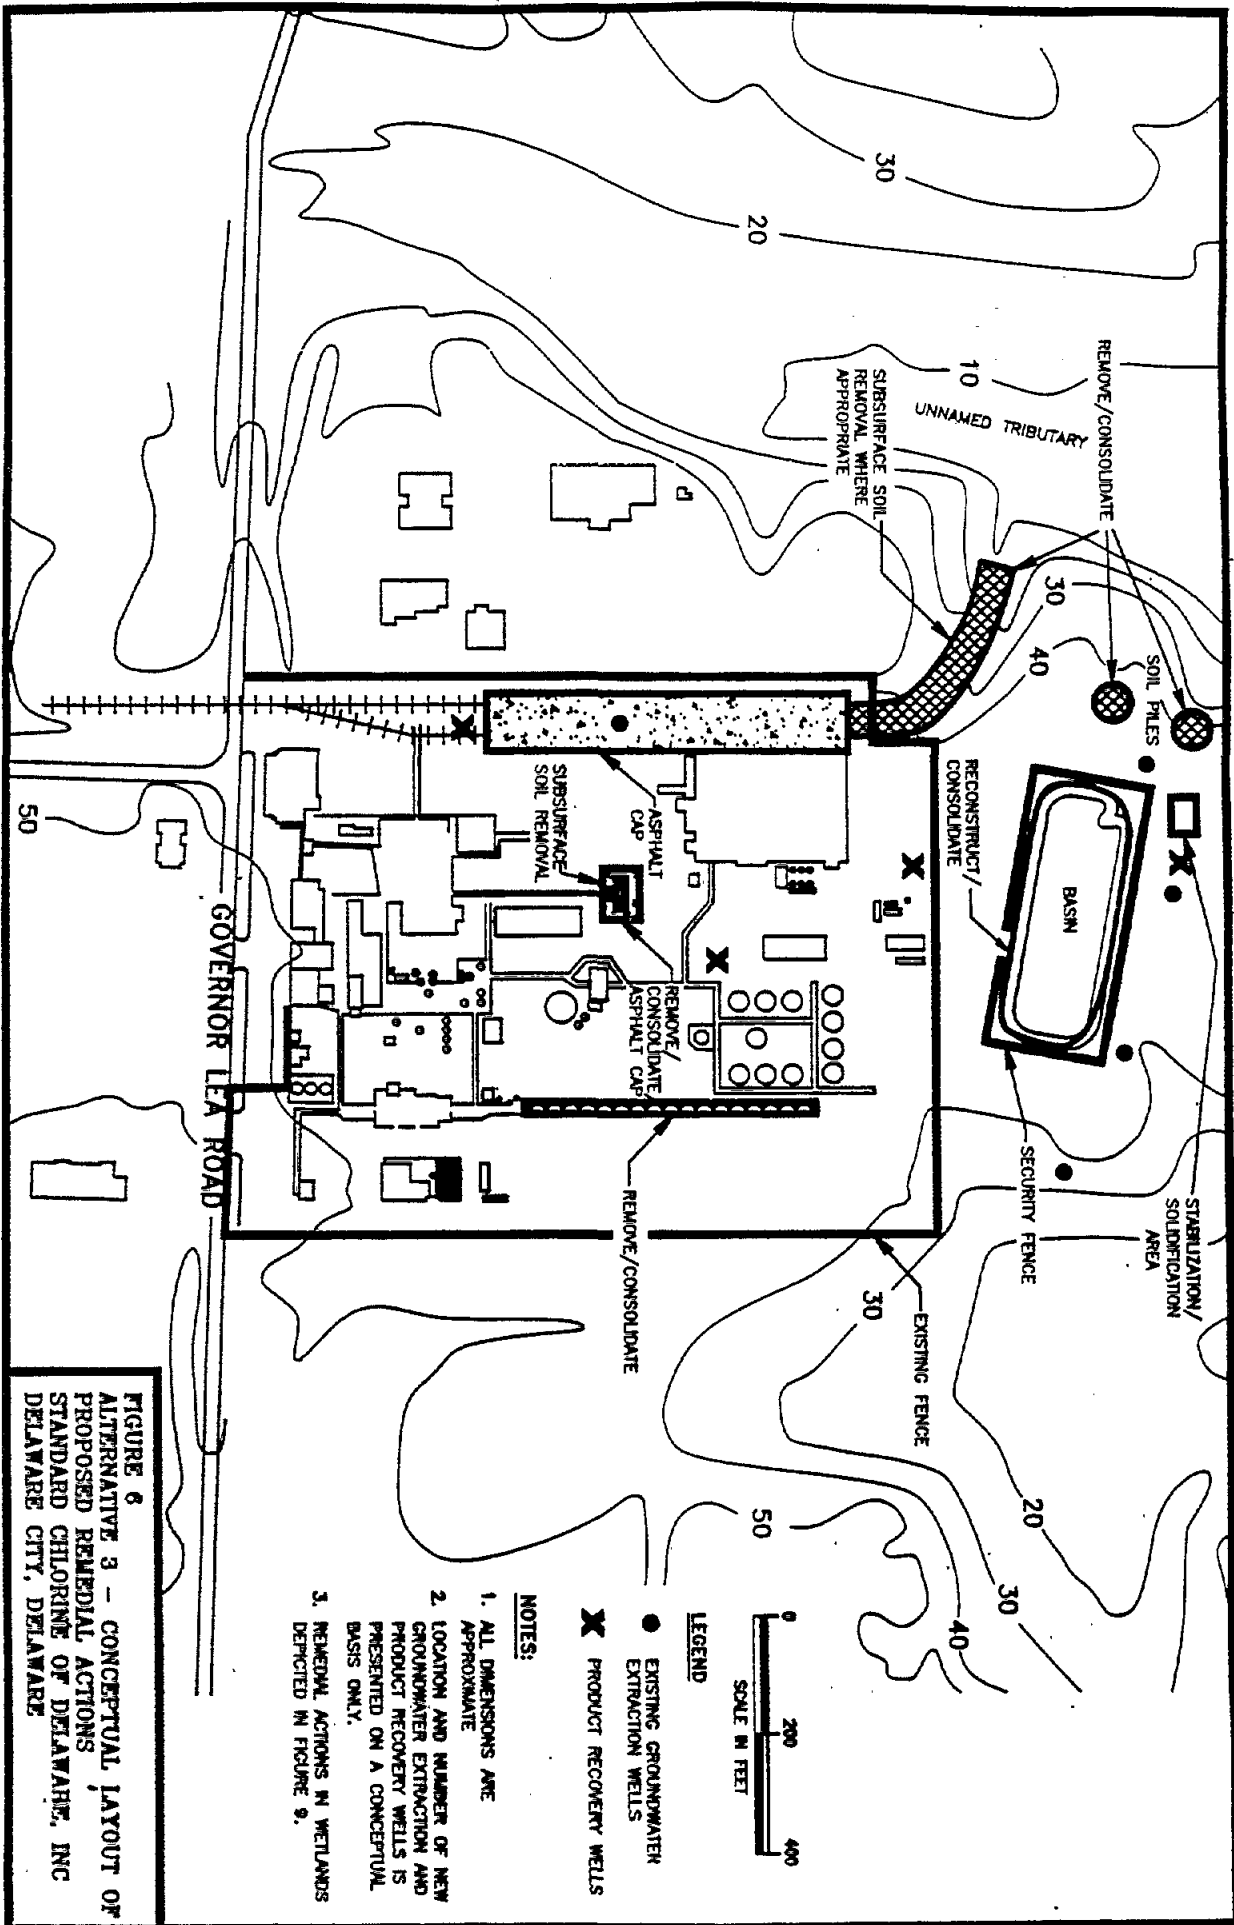 30
20
10
UNNAMED TRIBUTARY
REMOVE/CONSOLIDATE
SUBSURFACE SOIL
REMOVAL WHERE
APPROPRIATE
30
40
SOIL PILES
RECONSTRUCT/
CONSOLIDATE
BASIN
STABILIZATION/
SOLIDIFICATION
AREA
SECURITY FENCE
ASPHALT
CAP
SUBSURFACE
SOIL REMOVAL
REMOVE/
CONSOLIDATE/
ASPHALT CAP
REMOVE/CONSOLIDATE
EXISTING FENCE
30
20
30
40
50
50
GOVERNOR LEA ROAD
0 200 400
SCALE IN FEET
LEGEND
EXISTING GROUNDWATER
EXTRACTION WELLS
PRODUCT RECOVERY WELLS
NOTES:
1. ALL DIMENSIONS ARE
APPROXIMATE
2. LOCATION AND NUMBER OF NEW
GROUNDWATER EXTRACTION AND
PRODUCT RECOVERY WELLS IS
PRESENTED ON A CONCEPTUAL
BASIS ONLY.
3. REMEDIAL ACTIONS IN WETLANDS
DEPICTED IN FIGURE 9.
FIGURE 6
ALTERNATIVE 3 - CONCEPTUAL LAYOUT OF
PROPOSED REMEDIAL ACTIONS
STANDARD CHLORINE OF DELAWARE, INC
DELAWARE CITY, DELAWARE